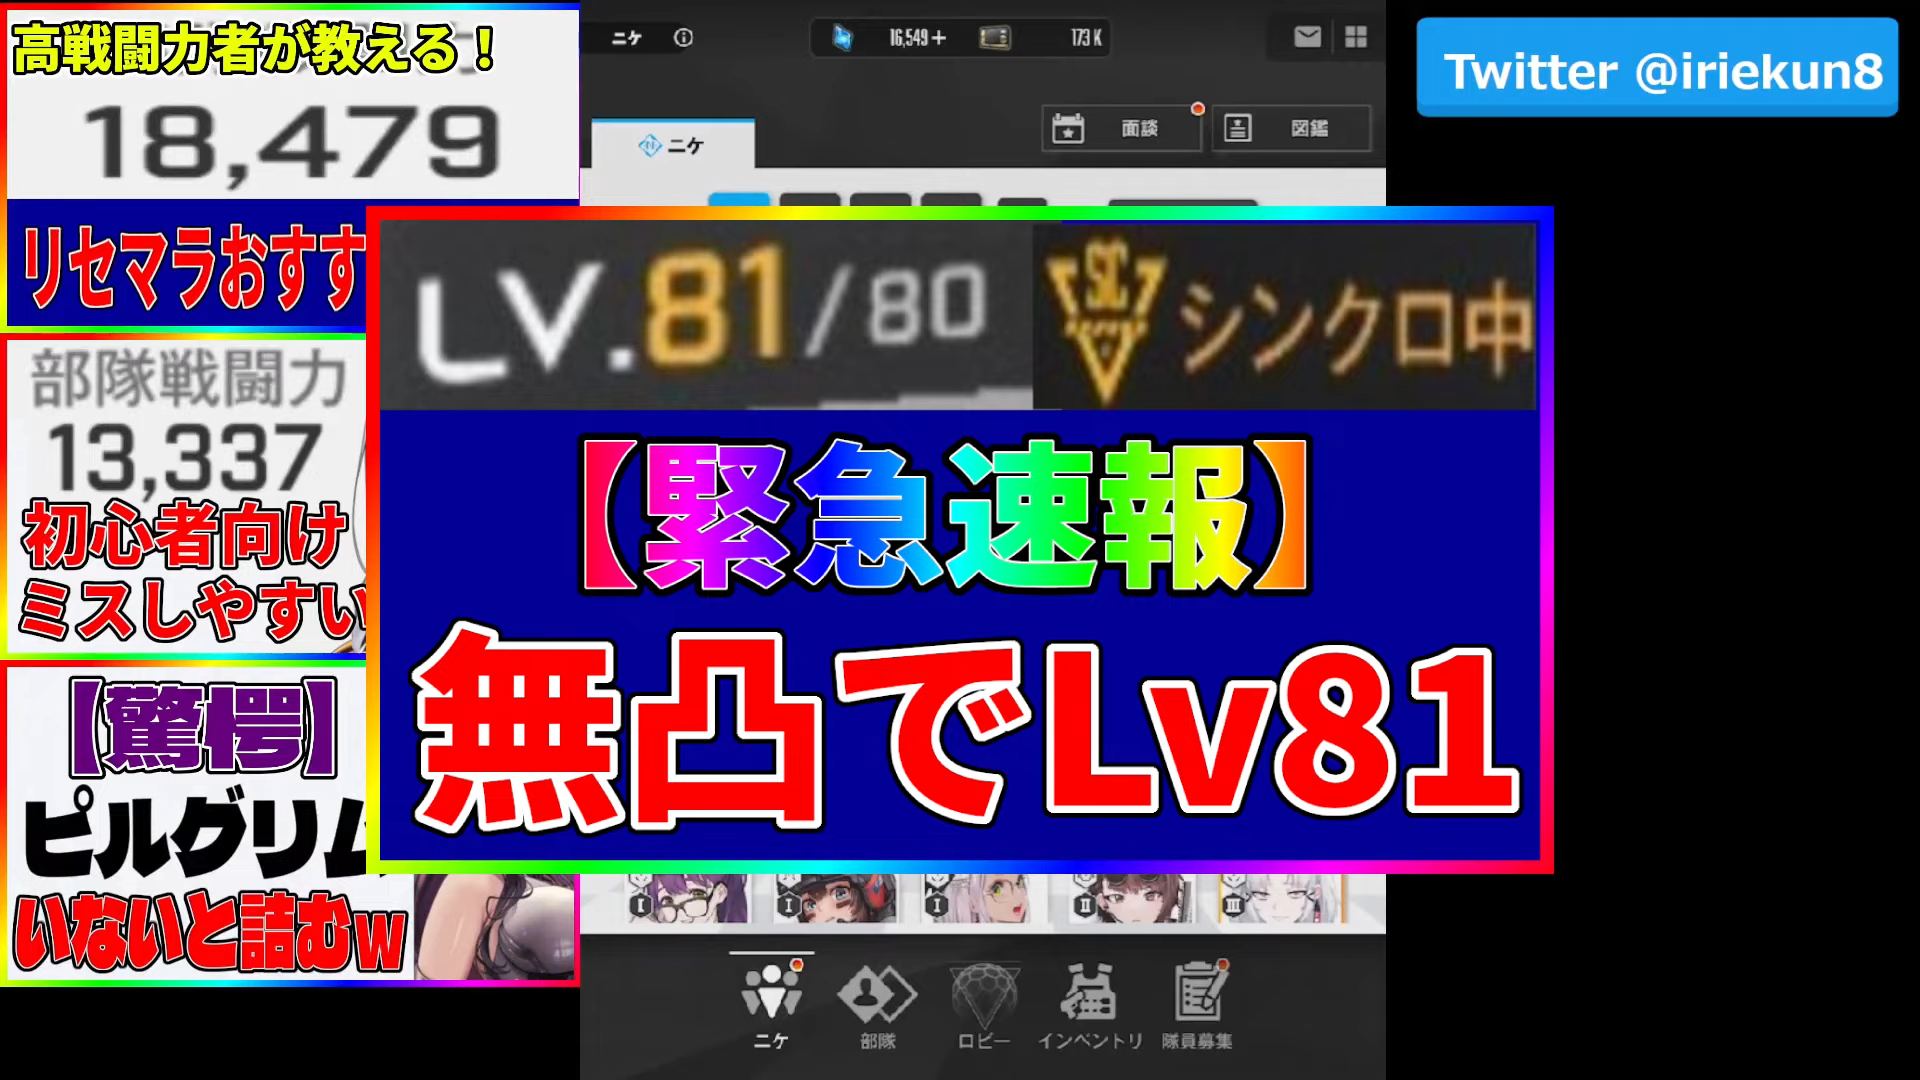 高戦闘力者が教える！
18,479
リセマラおすす
部隊戦闘力
13,337
初心者向け
ミスしやすい
【驚愕】
ピルグリム
いないと詰むw
ニケ
16,549+
173 K
面談
図鑑
ニケ
Twitter @iriekun8
LV.81/80
シンクロ中
【緊急速報】
無凸でLv81
I
I
I
II
III
ニケ
部隊
ロビー
インベントリ
隊員募集